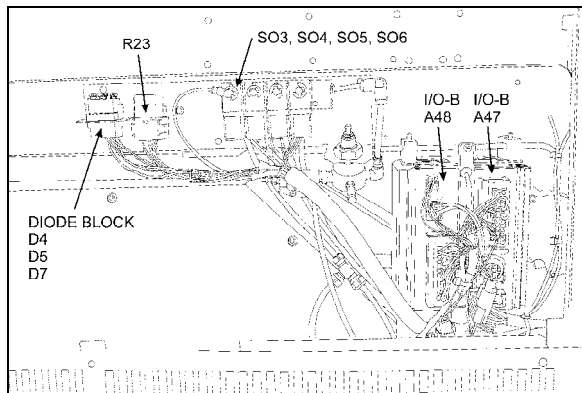 R23
SO3, SO4, SO5, SO6
I/O-B
A48
I/O-B
A47
DIODE BLOCK
D4
D5
D7